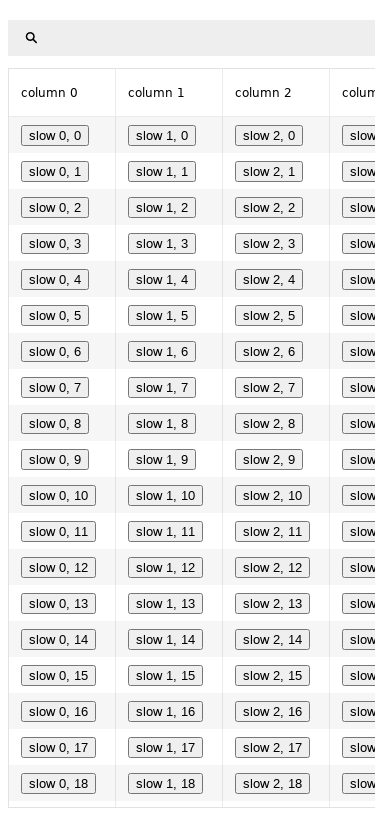 column 0 column 1 column 2 colum
slow 0, 0 slow 1, 0 slow 2, 0 slow
slow 0, 1 slow 1, 1 slow 2, 1 slow
slow 0, 2 slow 1, 2 slow 2, 2 slow
slow 0, 3 slow 1, 3 slow 2, 3 slow
slow 0, 4 slow 1, 4 slow 2, 4 slow
slow 0, 5 slow 1, 5 slow 2, 5 slow
slow 0, 6 slow 1, 6 slow 2, 6 slow
slow 0, 7 slow 1, 7 slow 2, 7 slow
slow 0, 8 slow 1, 8 slow 2, 8 slow
slow 0, 9 slow 1, 9 slow 2, 9 slow
slow 0, 10 slow 1, 10 slow 2, 10 slow
slow 0, 11 slow 1, 11 slow 2, 11 slow
slow 0, 12 slow 1, 12 slow 2, 12 slow
slow 0, 13 slow 1, 13 slow 2, 13 slow
slow 0, 14 slow 1, 14 slow 2, 14 slow
slow 0, 15 slow 1, 15 slow 2, 15 slow
slow 0, 16 slow 1, 16 slow 2, 16 slow
slow 0, 17 slow 1, 17 slow 2, 17 slow
slow 0, 18 slow 1, 18 slow 2, 18 slow